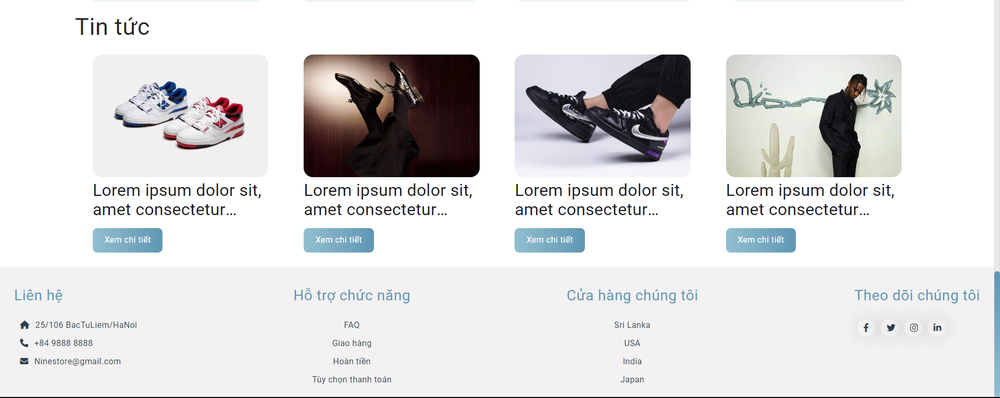 Tin tức
SPECIAL EVENTS
Lorem ipsum dolor sit,
amet consectetur...
Xem chi tiết
Lorem ipsum dolor sit,
amet consectetur...
Xem chi tiết
Lorem ipsum dolor sit,
amet consectetur...
Xem chi tiết
Lorem ipsum dolor sit,
amet consectetur...
Xem chi tiết
Liên hệ
25/106 BacTuLiem/HaNoi
+84 9888 8888
Ninestore@gmail.com
Hỗ trợ chức năng
FAQ
Giao hàng
Hoàn tiền
Tùy chọn thanh toán
Cửa hàng chúng tôi
Sri Lanka
USA
India
Japan
Theo dõi chúng tôi